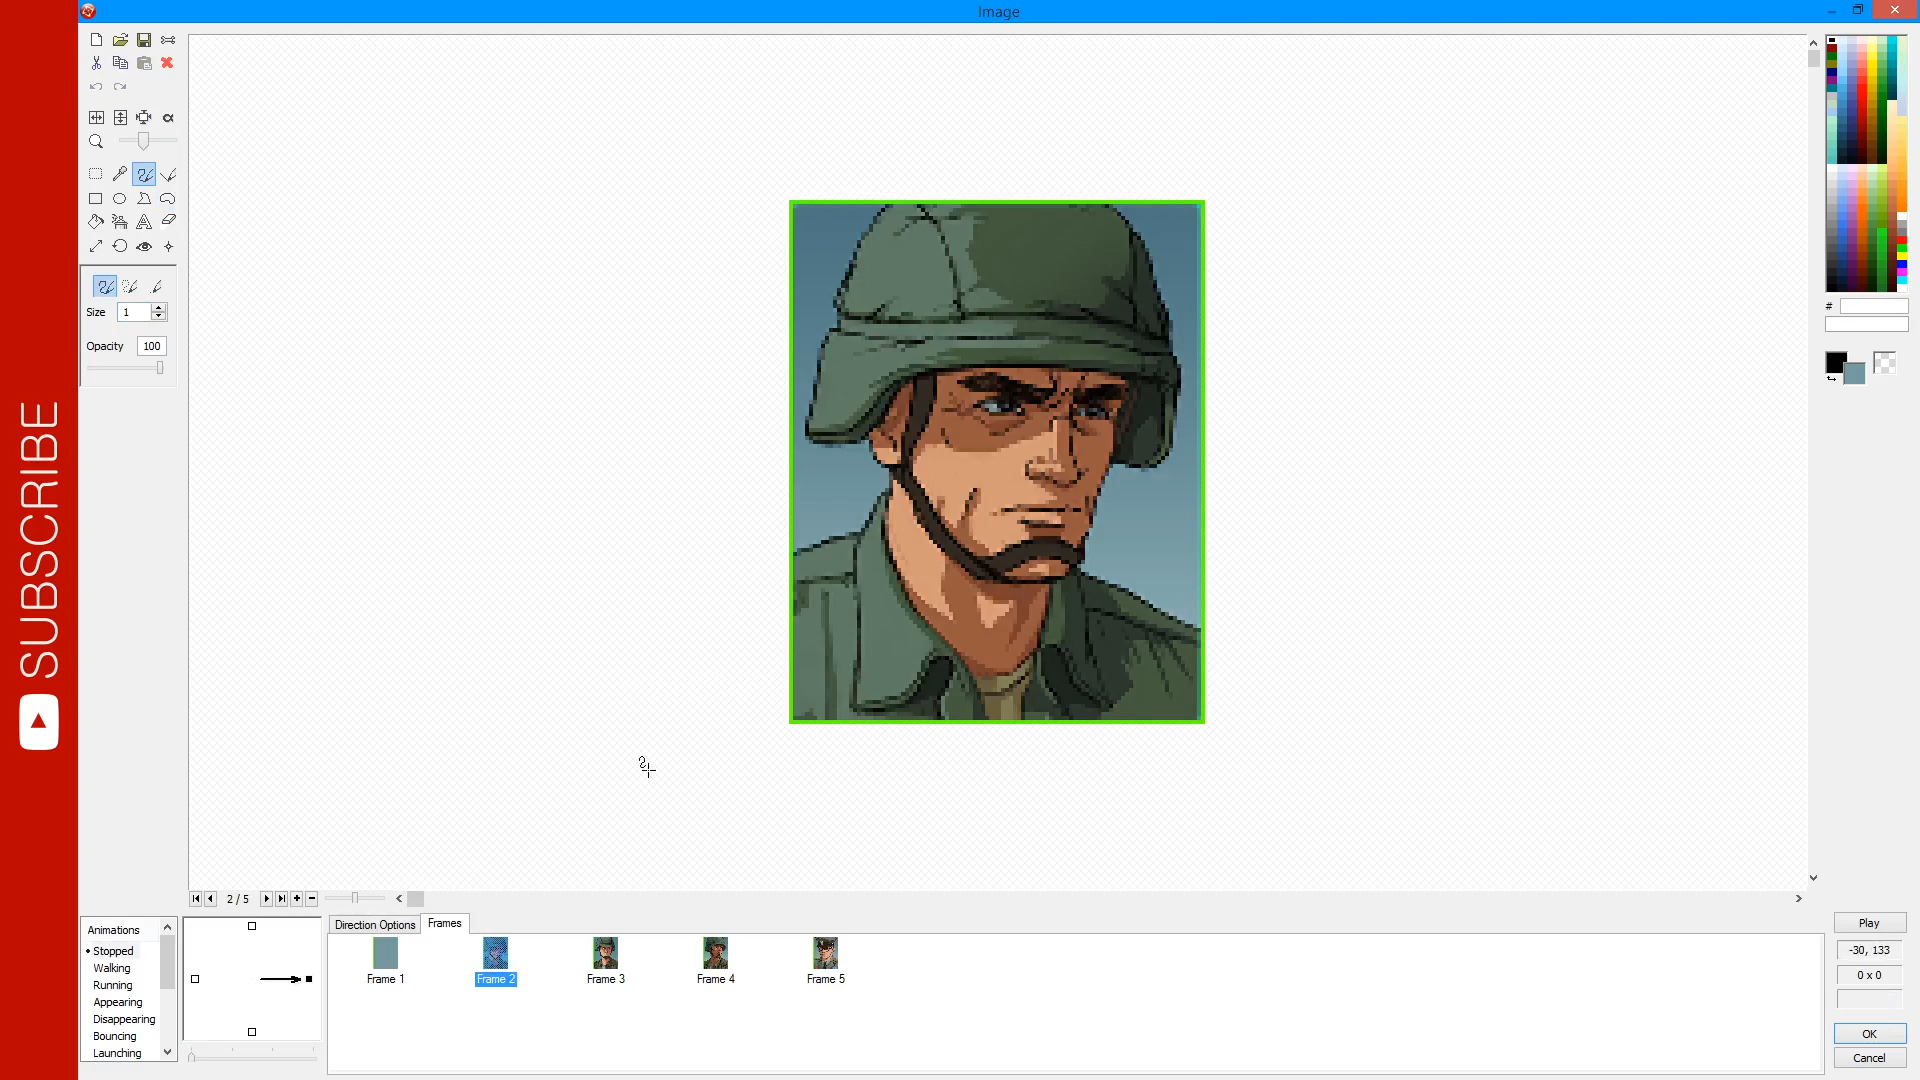 Image
SUBSCRIBE
Size 1
Opacity 100
#
2 / 5
Animations
Stopped
Walking
Running
Appearing
Disappearing
Bouncing
Launching
Direction Options Frames
Frame 1 Frame 2 Frame 3 Frame 4 Frame 5
Play
-30, 133
0 x 0
OK
Cancel